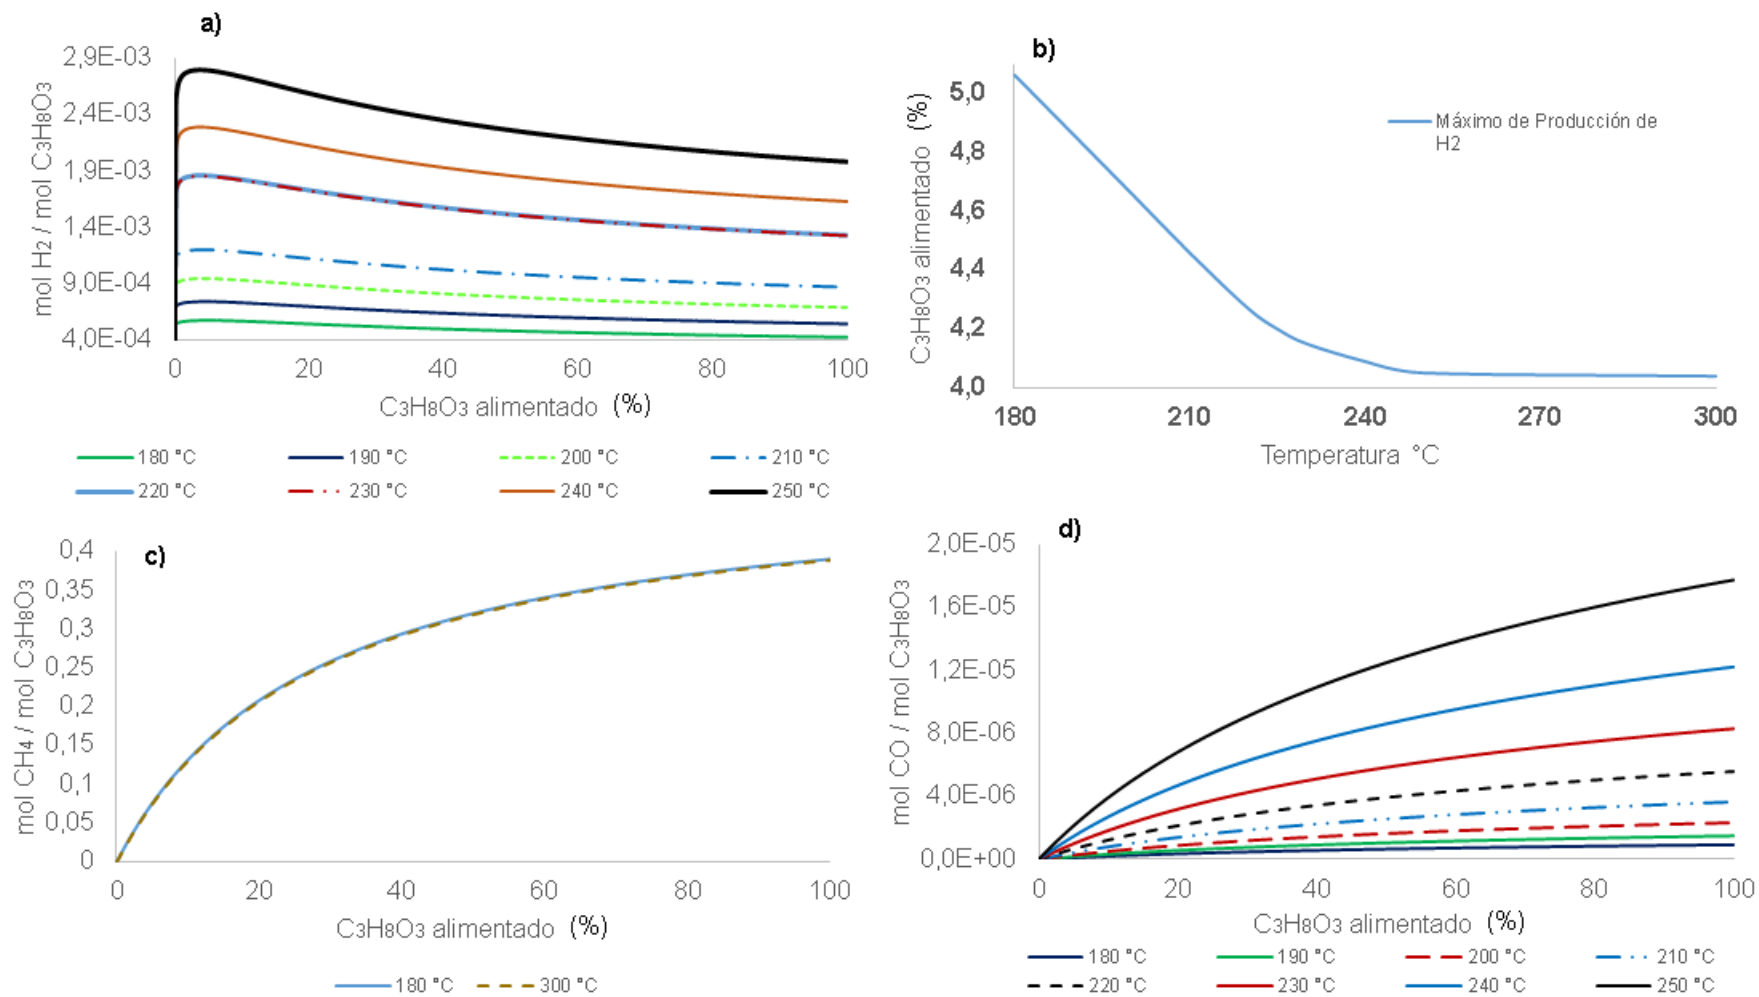 a)
2,9E-03
2,4E-03
1,9E-03
1,4E-03
9,0E-04
4,0E-04
mol H2 / mol C3H8O3
0 20 40 60 80 100
C3H8O3 alimentado (%)
180 °C 190 °C 200 °C 210 °C
220 °C 230 °C 240 °C 250 °C
b)
5,0
4,8
4,6
4,4
4,2
4,0
C3H8O3 alimentado (%)
Máximo de Producción de
H2
180 210 240 270 300
Temperatura °C
c)
0,4
0,35
0,3
0,25
0,2
0,15
0,1
0,05
0
mol CH4 / mol C3H8O3
0 20 40 60 80 100
C3H8O3 alimentado (%)
180 °C 300 °C
d)
2,0E-05
1,6E-05
1,2E-05
8,0E-06
4,0E-06
0,0E+00
mol CO / mol C3H8O3
0 20 40 60 80 100
C3H8O3 alimentado (%)
180 °C 190 °C 200 °C 210 °C
220 °C 230 °C 240 °C 250 °C